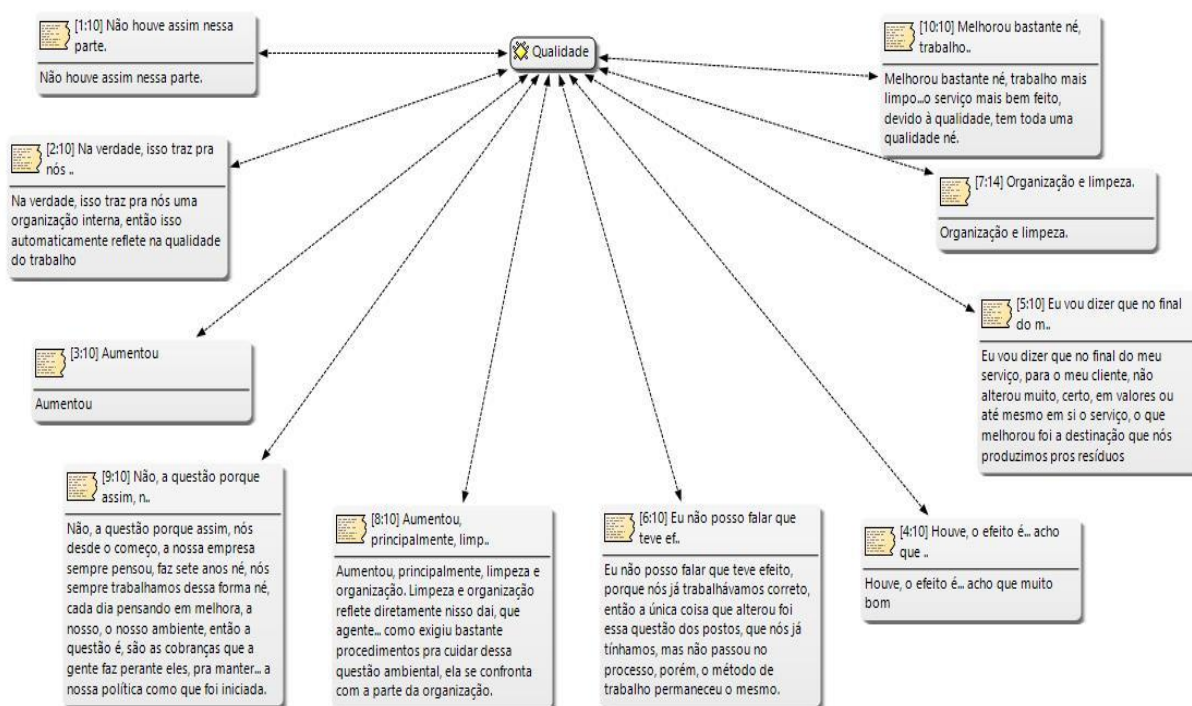 Qualidade
[1:10] Não houve assim nessa
parte.
Não houve assim nessa parte.
[10:10] Melhorou bastante né,
trabalho..
Melhorou bastante né, trabalho mais
limpo...o serviço mais bem feito,
devido à qualidade, tem toda uma
qualidade né.
[2:10] Na verdade, isso traz pra
nós ..
Na verdade, isso traz pra nós uma
organização interna, então isso
automaticamente reflete na qualidade
do trabalho
[7:14] Organização e limpeza.
Organização e limpeza.
[3:10] Aumentou
Aumentou
[5:10] Eu vou dizer que no final
do m..
Eu vou dizer que no final do meu
serviço, para o meu cliente, não
alterou muito, certo, em valores ou
até mesmo em si o serviço, o que
melhorou foi a destinação que nós
produzimos pros resíduos
[9:10] Não, a questão porque
assim, n..
Não, a questão porque assim, nós
desde o começo, a nossa empresa
sempre pensou, faz sete anos né, nós
sempre trabalhamos dessa forma né,
cada dia pensando em melhora, a
nosso, o nosso ambiente, então a
questão é, são as cobranças que a
gente faz perante eles, pra manter... a
nossa política como que foi iniciada.
[8:10] Aumentou,
principalmente, limp..
Aumentou, principalmente, limpeza e
organização. Limpeza e organização
reflete diretamente nisso dai, que
agente... como exigiu bastante
procedimentos pra cuidar dessa
questão ambiental, ela se confronta
com a parte da organização.
[6:10] Eu não posso falar que
teve ef..
Eu não posso falar que teve efeito,
porque nós já trabalhávamos correto,
então a única coisa que alterou foi
essa questão dos postos, que nós já
tínhamos, mas não passou no
processo, porém, o método de
trabalho permaneceu o mesmo.
[4:10] Houve, o efeito é... acho
que ..
Houve, o efeito é... acho que muito
bom